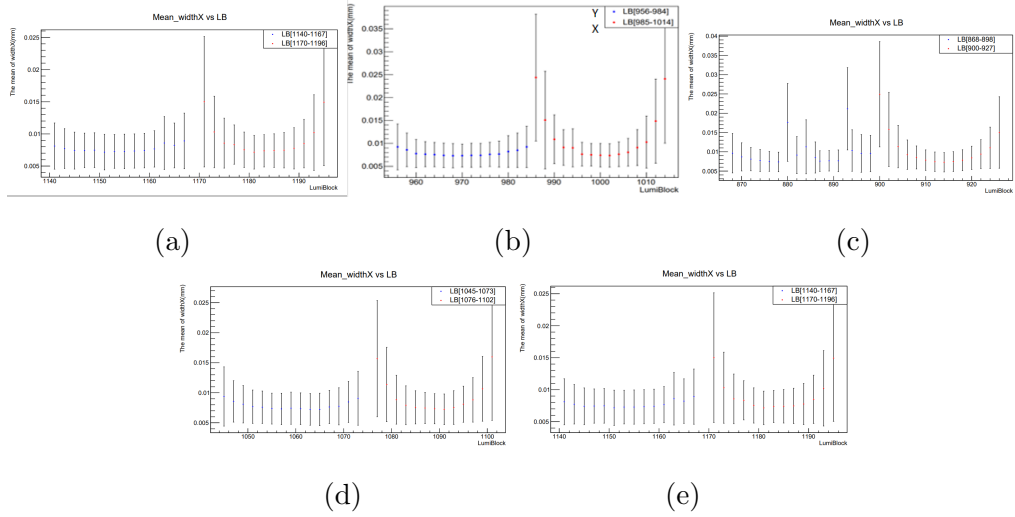 Mean_widthX vs LB
LB[1140-1167]
LB[1170-1196]
The mean of widthX(mm)
0.025
0.02
0.015
0.01
0.005
1140 1150 1160 1170 1180 1190
LumiBlock
(a)
Y
X
LB[956-984]
LB[985-1014]
The mean of widthX(mm)
0.035
0.030
0.025
0.020
0.015
0.010
0.005
960 970 980 990 1000 1010
LumiBlock
(b)
Mean_widthX vs LB
LB[868-898]
LB[900-927]
The mean of widthX(mm)
0.04
0.035
0.03
0.025
0.02
0.015
0.01
0.005
870 880 890 900 910 920
LumiBlock
(c)
Mean_widthX vs LB
LB[1045-1073]
LB[1076-1102]
The mean of widthX(mm)
0.025
0.02
0.015
0.01
0.005
1050 1060 1070 1080 1090 1100
LumiBlock
(d)
Mean_widthX vs LB
LB[1140-1167]
LB[1170-1196]
The mean of widthX(mm)
0.025
0.02
0.015
0.01
0.005
1140 1150 1160 1170 1180 1190
LumiBlock
(e)